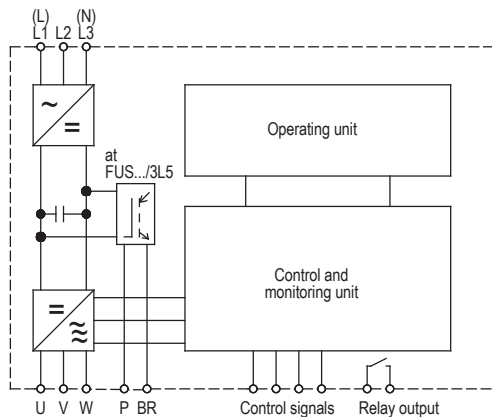 (L) (N)
L1 L2 L3
~
=
Operating unit
at
FUS.../3L5
Control and
monitoring unit
=
≈
U V W P BR Control signals Relay output